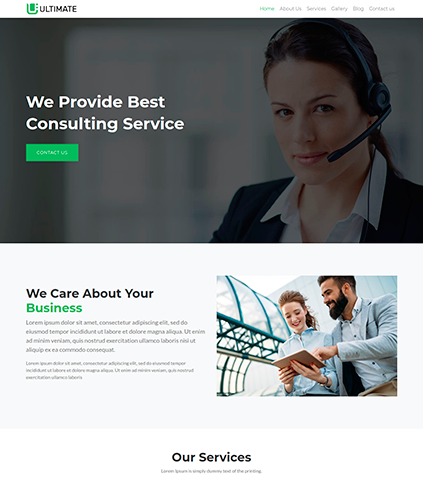 ULTIMATE
Home About Us Services Gallery Blog Contact us
We Provide Best
Consulting Service
CONTACT US
We Care About Your
Business
Lorem ipsum dolor sit amet, consectetur adipiscing elit, sed do
eiusmod tempor incididunt ut labore et dolore magna aliqua. Ut enim
ad minim veniam, quis nostrud exercitation ullamco laboris nisi ut
aliquip ex ea commodo consequat.
Lorem ipsum dolor sit amet, consectetur adipiscing elit, sed do eiusmod tempor
incididunt ut labore et dolore magna aliqua. Ut enim ad minim veniam, quis nostrud
exercitation ullamco laboris
Our Services
Lorem Ipsum is simply dummy text of the printing.